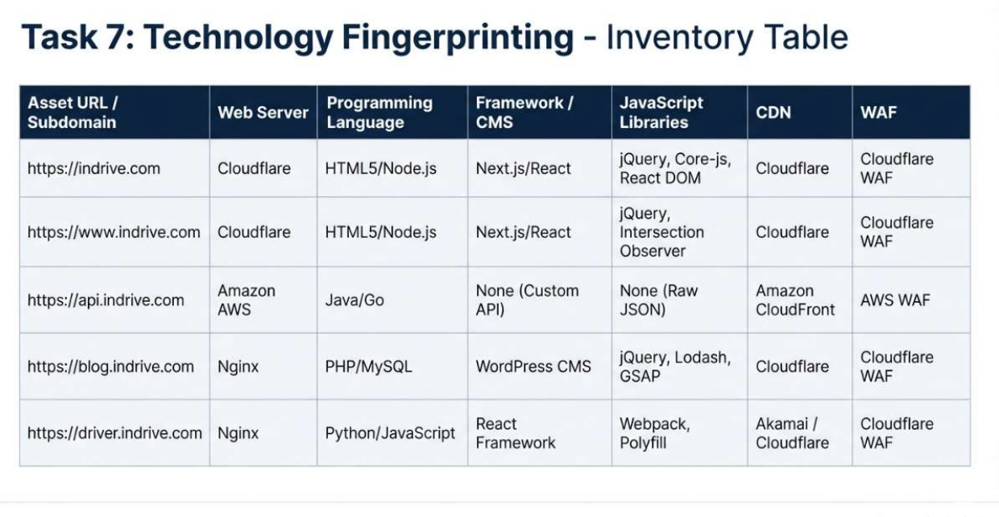 Task 7: Technology Fingerprinting - Inventory Table
Asset URL /
Subdomain
Web Server
Programming
Language
Framework /
CMS
JavaScript
Libraries
CDN
WAF
https://indrive.com
Cloudflare
HTML5/Node.js
Next.js/React
jQuery, Core-js,
React DOM
Cloudflare
Cloudflare
WAF
https://www.indrive.com
Cloudflare
HTML5/Node.js
Next.js/React
jQuery,
Intersection
Observer
Cloudflare
Cloudflare
WAF
https://api.indrive.com
Amazon
AWS
Java/Go
None (Custom
API)
None (Raw
JSON)
Amazon
CloudFront
AWS WAF
https://blog.indrive.com
Nginx
PHP/MySQL
WordPress CMS
jQuery, Lodash,
GSAP
Cloudflare
Cloudflare
WAF
https://driver.indrive.com
Nginx
Python/JavaScript
React
Framework
Webpack,
Polyfill
Akamai /
Cloudflare
Cloudflare
WAF